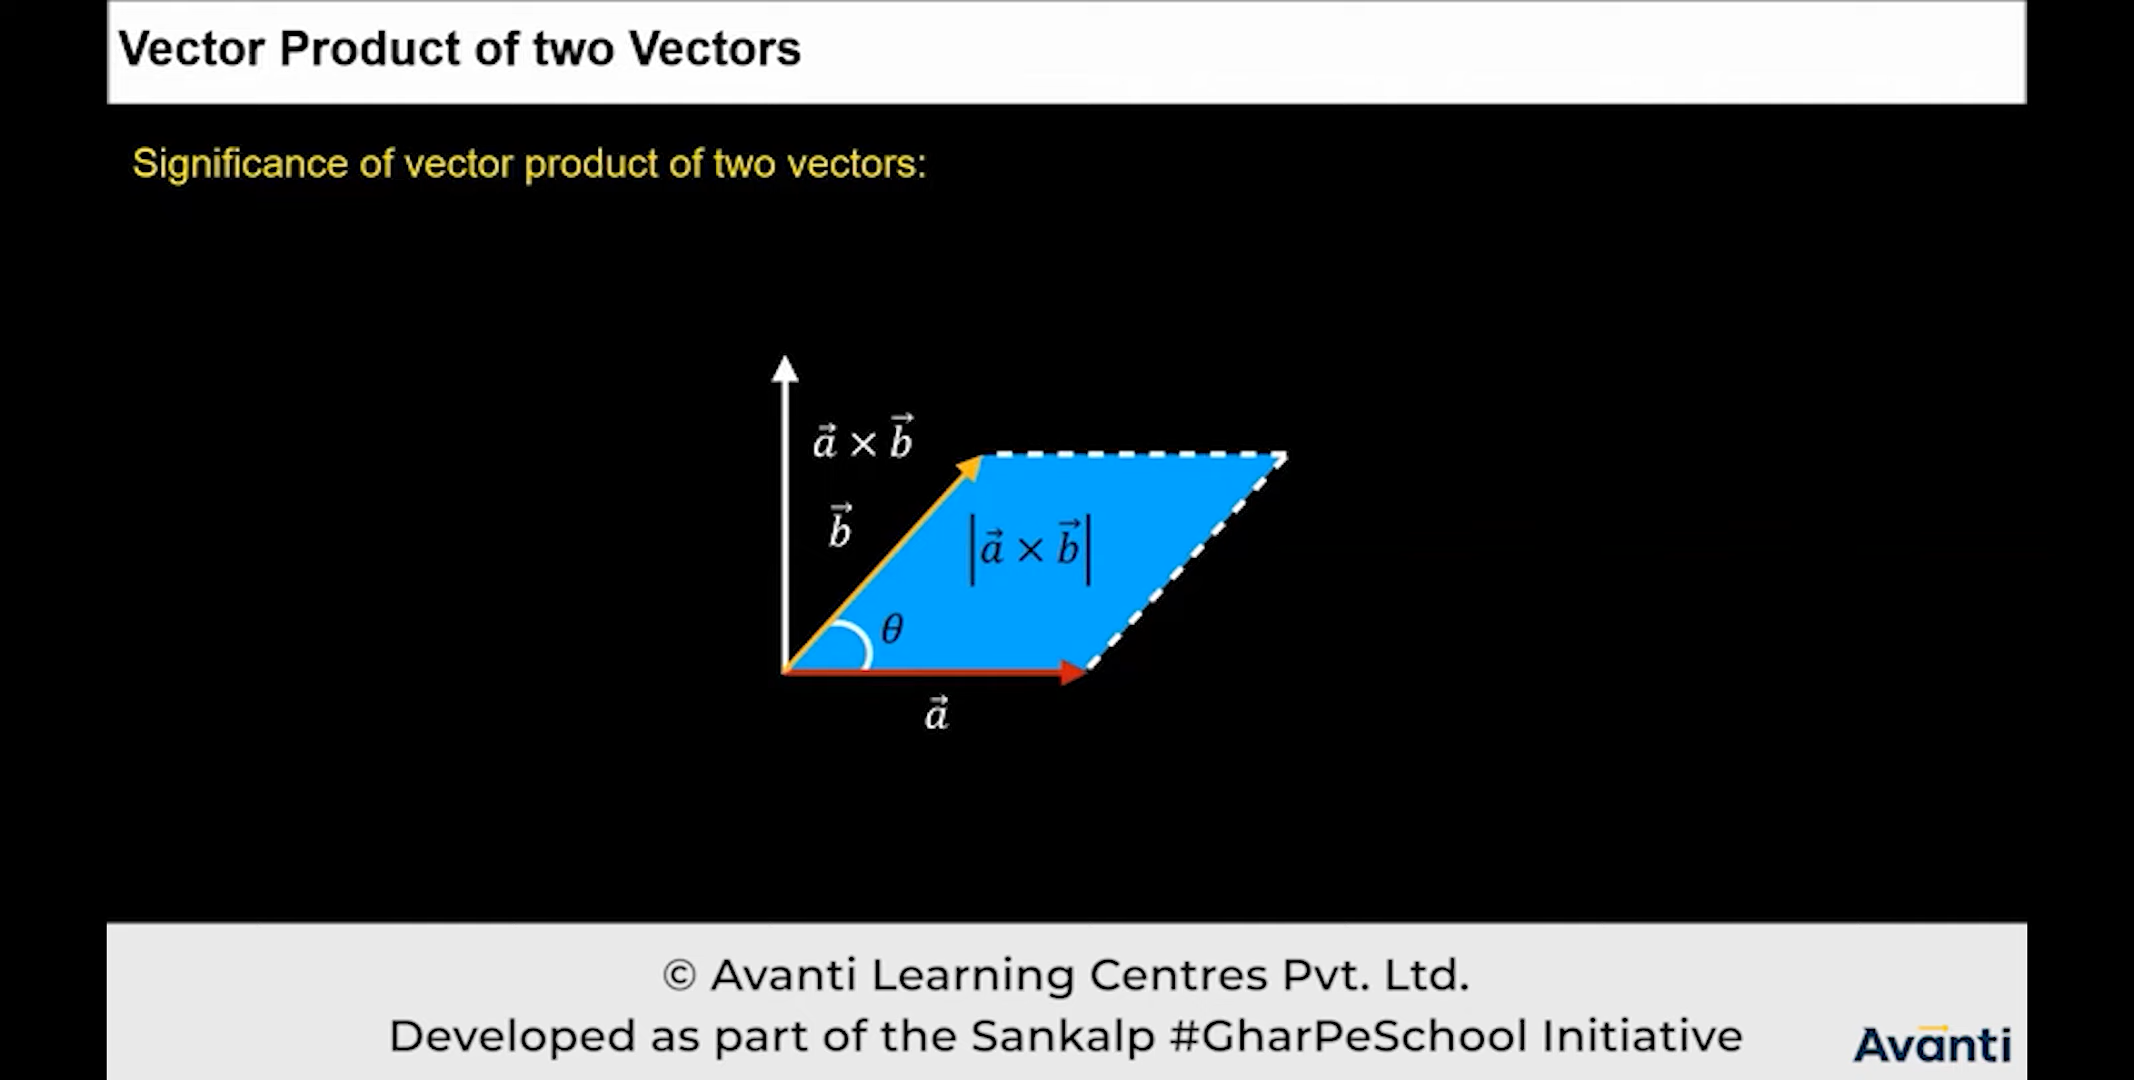 Vector Product of two Vectors
Significance of vector product of two vectors:
a⃗ × b⃗
b⃗
|a⃗ × b⃗|
θ
a⃗
© Avanti Learning Centres Pvt. Ltd.
Developed as part of the Sankalp #GharPeSchool Initiative
Avanti